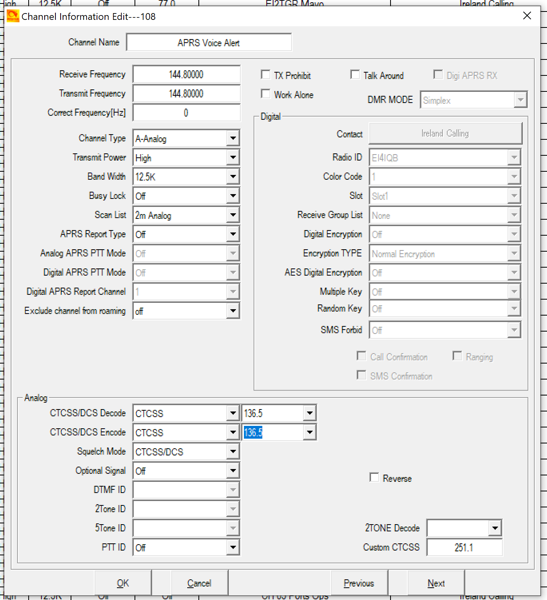 igh 12.5K Off 77.0 EI2TGR Mayo Ireland Calling
Channel Information Edit---108
Channel Name APRS Voice Alert
Receive Frequency 144.80000 TX Prohibit Talk Around Digi APRS RX
Transmit Frequency 144.80000 Work Alone DMR MODE Simplex
Correct Frequency[Hz] 0
Digital
Contact Ireland Calling
Channel Type A-Analog
Transmit Power High Radio ID EI4IQB
Band Width 12.5K Color Code 1
Busy Lock Off Slot Slot1
Scan List 2m Analog Receive Group List None
APRS Report Type Off Digital Encryption Off
Analog APRS PTT Mode Off Encryption TYPE Normal Encryption
Digital APRS PTT Mode Off AES Digital Encryption Off
Digital APRS Report Channel 1 Multiple Key Off
Exclude channel from roaming off Random Key Off
SMS Forbid Off
Call Confirmation Ranging
SMS Confirmation
Analog
CTCSS/DCS Decode CTCSS 136.5
CTCSS/DCS Encode CTCSS 136.5
Squelch Mode CTCSS/DCS
Optional Signal Off Reverse
DTMF ID
2Tone ID
5Tone ID 2TONE Decode
PTT ID Off Custom CTCSS 251.1
OK Cancel Previous Next
igh 12.5K Off Off Ports Ops Ireland Calling